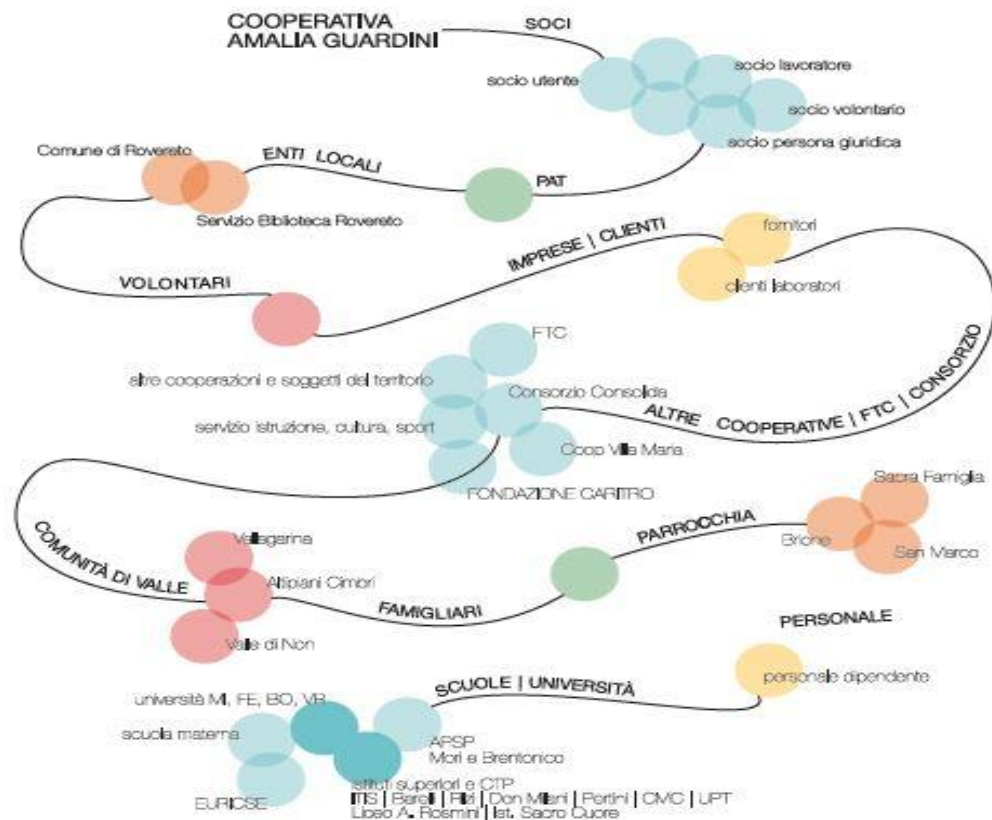 COOPERATIVA
AMALIA GUARDINI
SOCI
socio utente
socio lavoratore
socio volontario
socio persona giuridica
Comune di Rovereto
ENTI LOCALI
PAT
Servizio Biblioteca Rovereto
fornitori
IMPRESE | CLIENTI
VOLONTARI
clienti laboratori
FTC
altre cooperazioni e soggetti del territorio
Consorzio Consolida
servizio istruzione, cultura, sport
ALTRE COOPERATIVE | FTC | CONSORZIO
Coop Villa Maria
FONDAZIONE CARITRO
Sacra Famiglia
PARROCCHIA
Brione
San Marco
COMUNITÀ DI VALLE
Vallagarina
Altipiani Cimbri
FAMIGLIARI
Valle di Non
PERSONALE
personale dipendente
SCUOLE | UNIVERSITÀ
università MI, FE, BO, VR
scuola materna
APSP
Mori e Brentonico
EURICSE
istituti superiori e CTP
ITIS | Barelli | Rizi | Don Milani | Pertini | CMC | UPT
Liceo A. Rosmini | Ist. Sacro Cuore